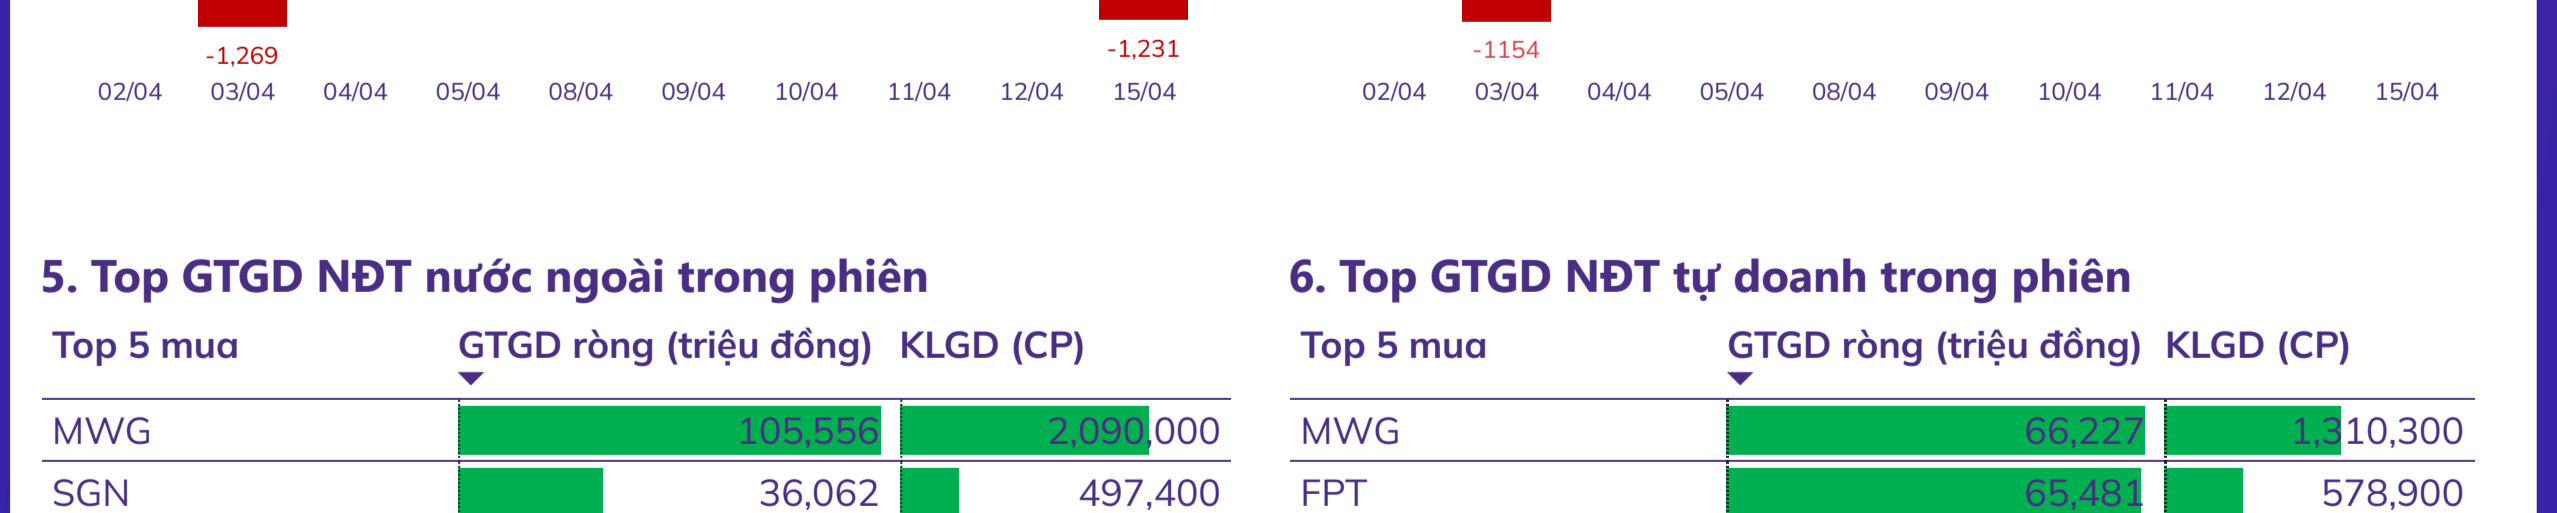 -1,269
-1,231
02/04 03/04 04/04 05/04 08/04 09/04 10/04 11/04 12/04 15/04
-1154
02/04 03/04 04/04 05/04 08/04 09/04 10/04 11/04 12/04 15/04
5. Top GTGD NĐT nước ngoài trong phiên
Top 5 mua GTGD ròng (triệu đồng) KLGD (CP)
MWG 105,556 2,090,000
SGN 36,062 497,400
6. Top GTGD NĐT tự doanh trong phiên
Top 5 mua GTGD ròng (triệu đồng) KLGD (CP)
MWG 66,227 1,310,300
FPT 65,481 578,900